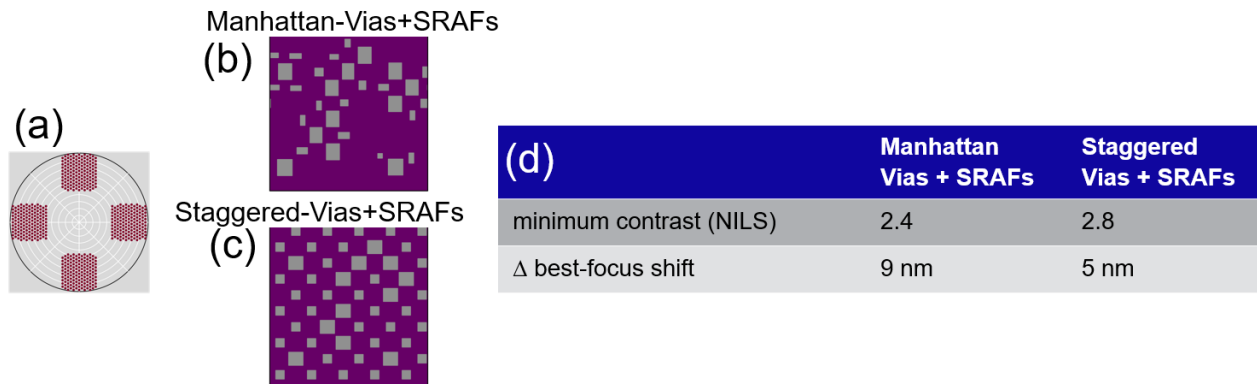 Manhattan-Vias+SRAFs
(b)
(a)
Staggered-Vias+SRAFs
(c)
(d)
Manhattan Staggered
Vias + SRAFs Vias + SRAFs
minimum contrast (NILS) 2.4 2.8
Δ best-focus shift 9 nm 5 nm